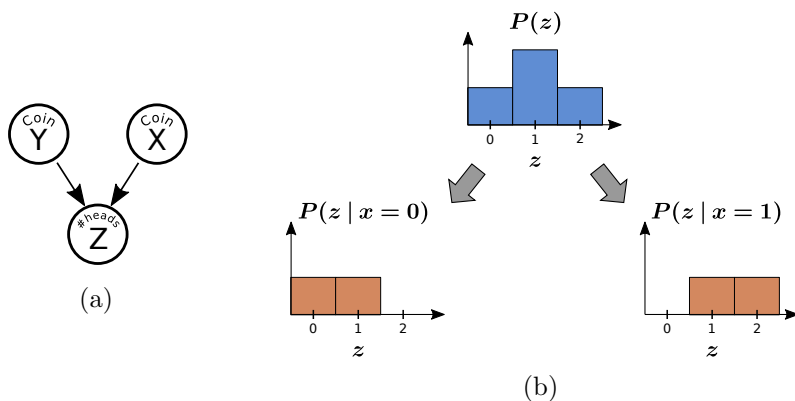 Coin
Y
Coin
X
#heads
Z
(a)
P(z)
0 1 2
z
P(z | x = 0)
0 1 2
z
P(z | x = 1)
0 1 2
z
(b)